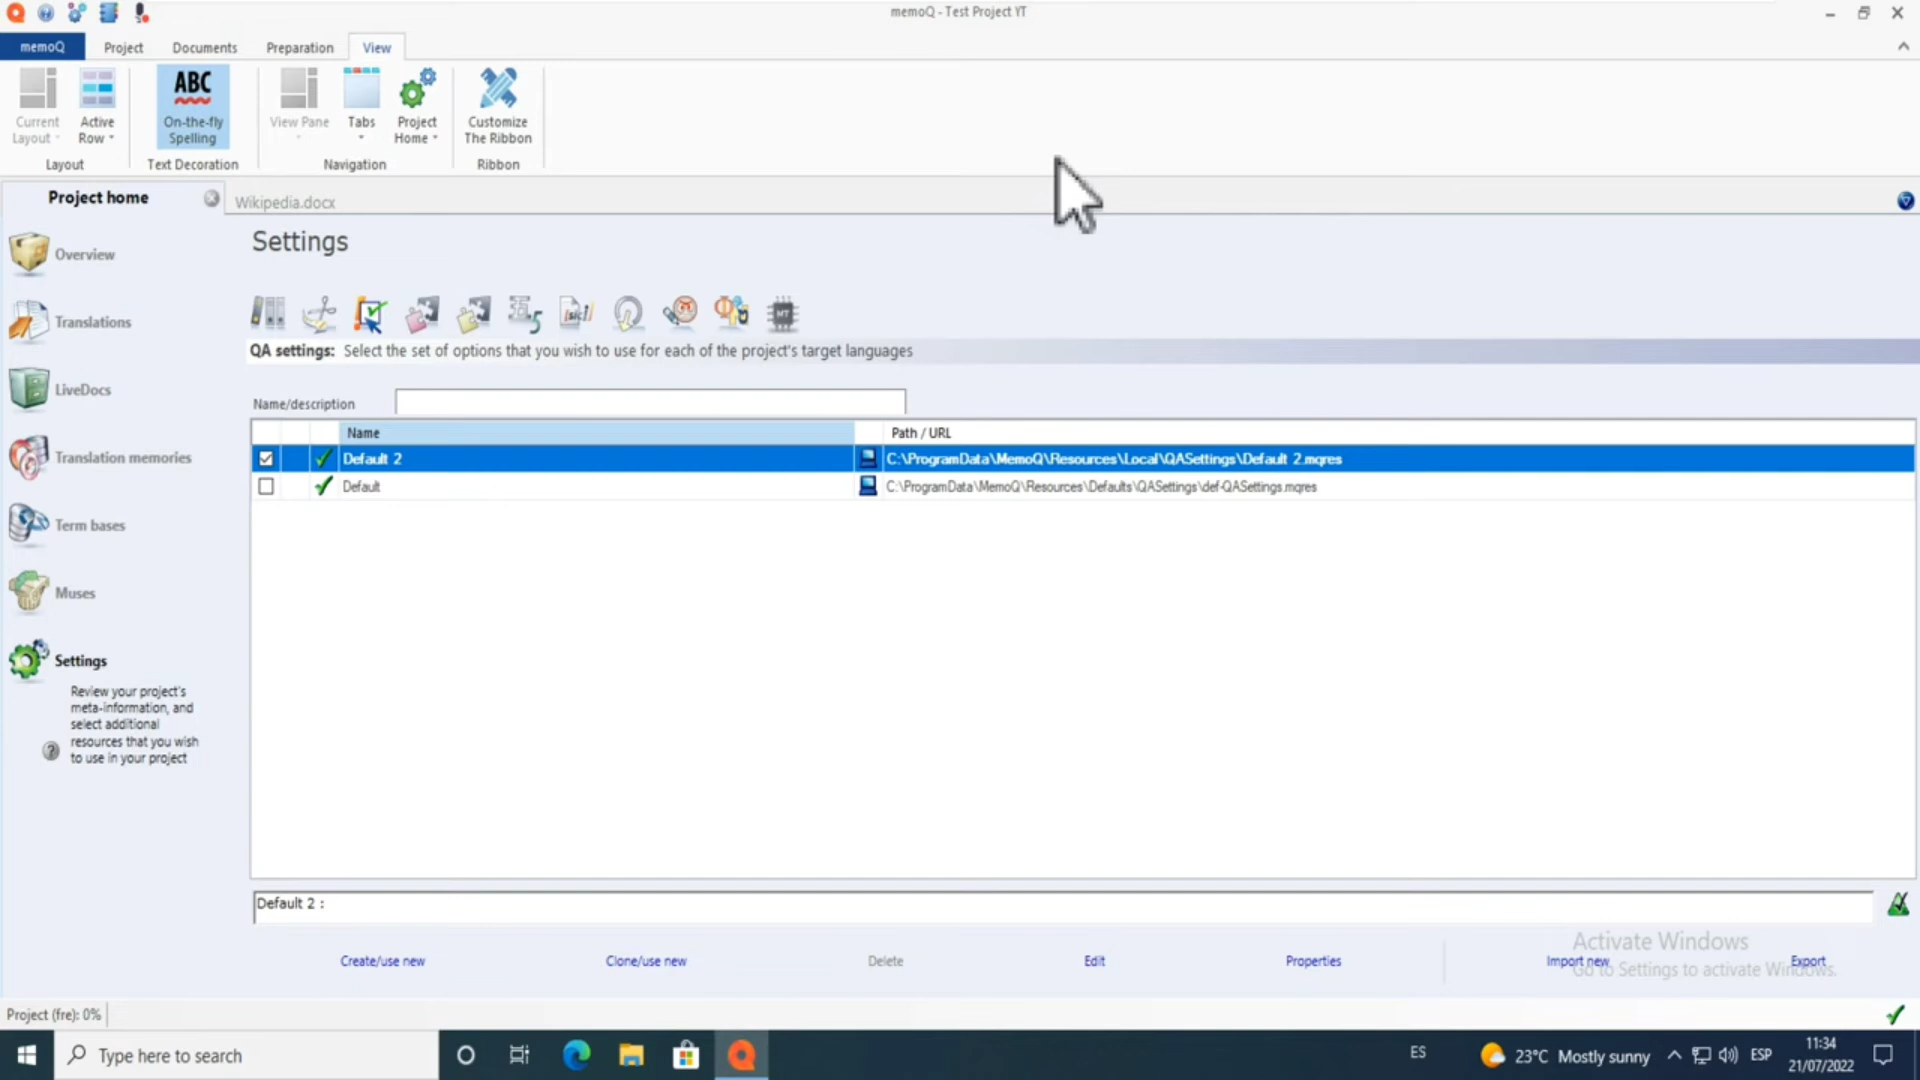 memoQ - Test Project YT
memoQ Project Documents Preparation View
Current Layout
Active Row
ABC
On-the-fly Spelling
View Pane
Tabs
Project Home
Customize The Ribbon
Layout Text Decoration Navigation Ribbon
Project home Wikipedia.docx
Settings
Overview
Translations
LiveDocs
Translation memories
Term bases
Muses
Settings
Review your project's
meta-information, and
select additional
resources that you wish
to use in your project
QA settings: Select the set of options that you wish to use for each of the project's target languages
Name/description
Name Path / URL
Default 2 C:\ProgramData\MemoQ\Resources\Local\QASettings\Default 2.mqres
Default C:\ProgramData\MemoQ\Resources\Defaults\QASettings\def-QASettings.mqres
Default 2 :
Create/use new Clone/use new Delete Edit Properties Import new Export
Activate Windows
Go to Settings to activate Windows.
Project (fre): 0%
Type here to search
ES
23°C Mostly sunny
ESP
11:34
21/07/2022